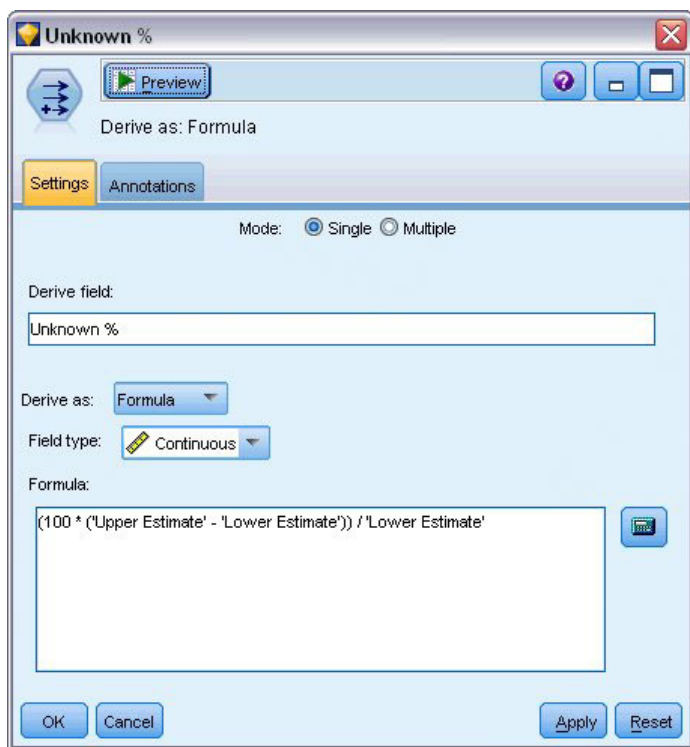 Unknown %
Preview
Derive as: Formula
Settings Annotations
Mode: Single Multiple
Derive field:
Unknown %
Derive as: Formula
Field type: Continuous
Formula:
(100 * ('Upper Estimate' - 'Lower Estimate')) / 'Lower Estimate'
OK Cancel Apply Reset